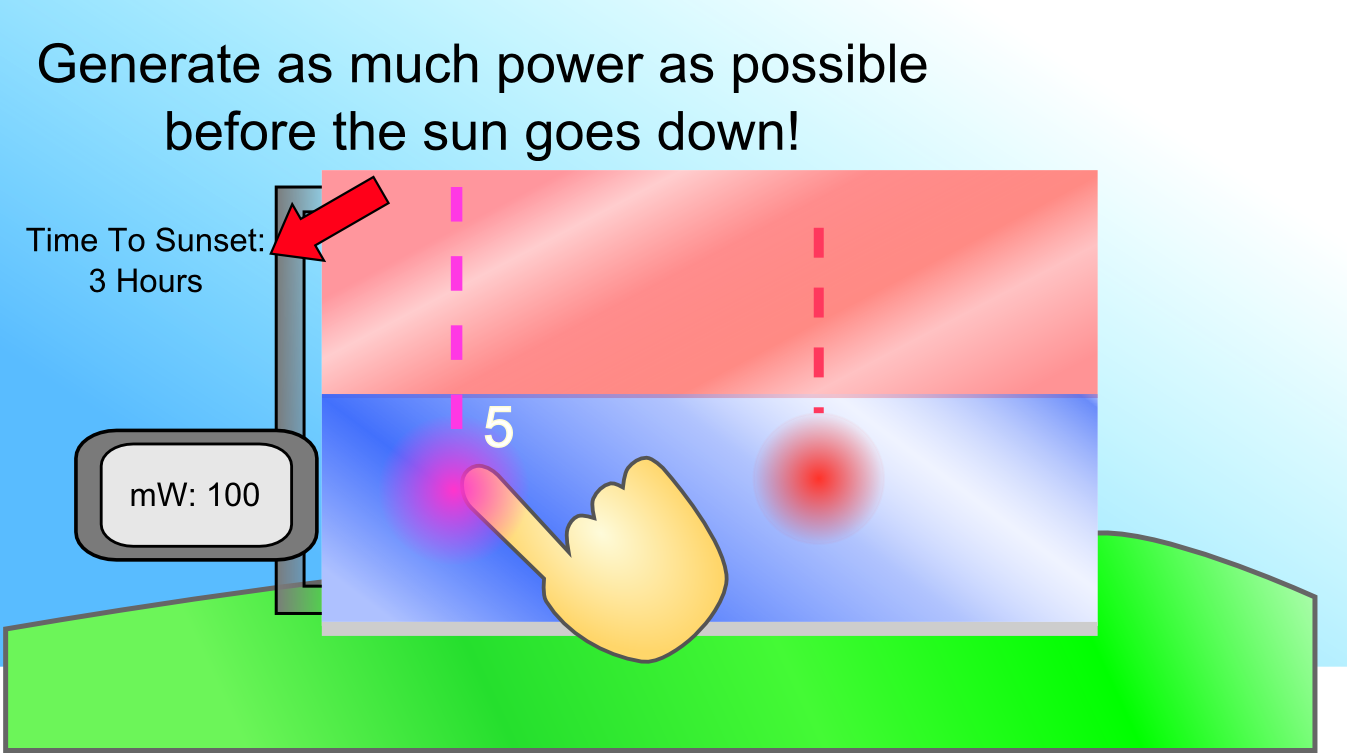 Generate as much power as possible
before the sun goes down!
Time To Sunset:
3 Hours
5
mW: 100